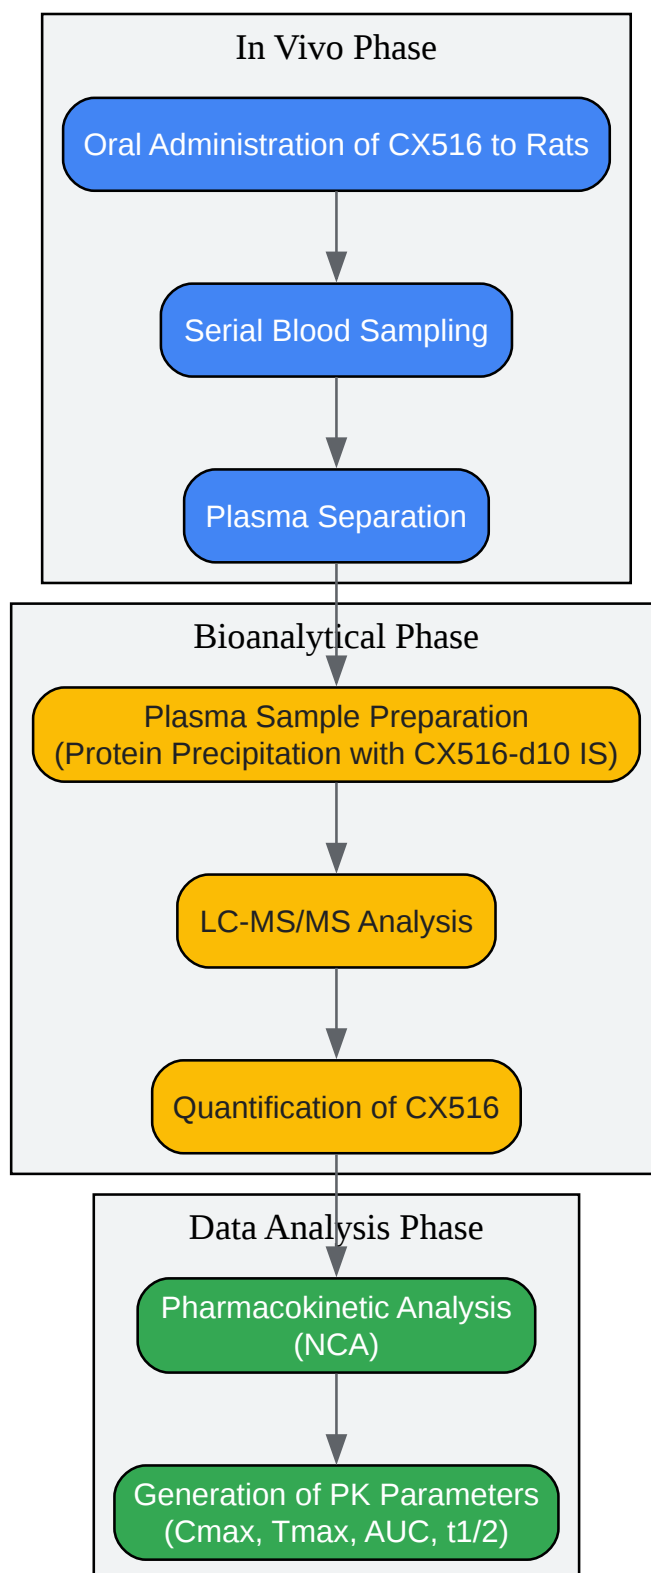 In Vivo Phase
Oral Administration of CX516 to Rats
Serial Blood Sampling
Plasma Separation
Bioanalytical Phase
Plasma Sample Preparation
(Protein Precipitation with CX516-d10 IS)
LC-MS/MS Analysis
Quantification of CX516
Data Analysis Phase
Pharmacokinetic Analysis
(NCA)
Generation of PK Parameters
(Cmax, Tmax, AUC, t1/2)